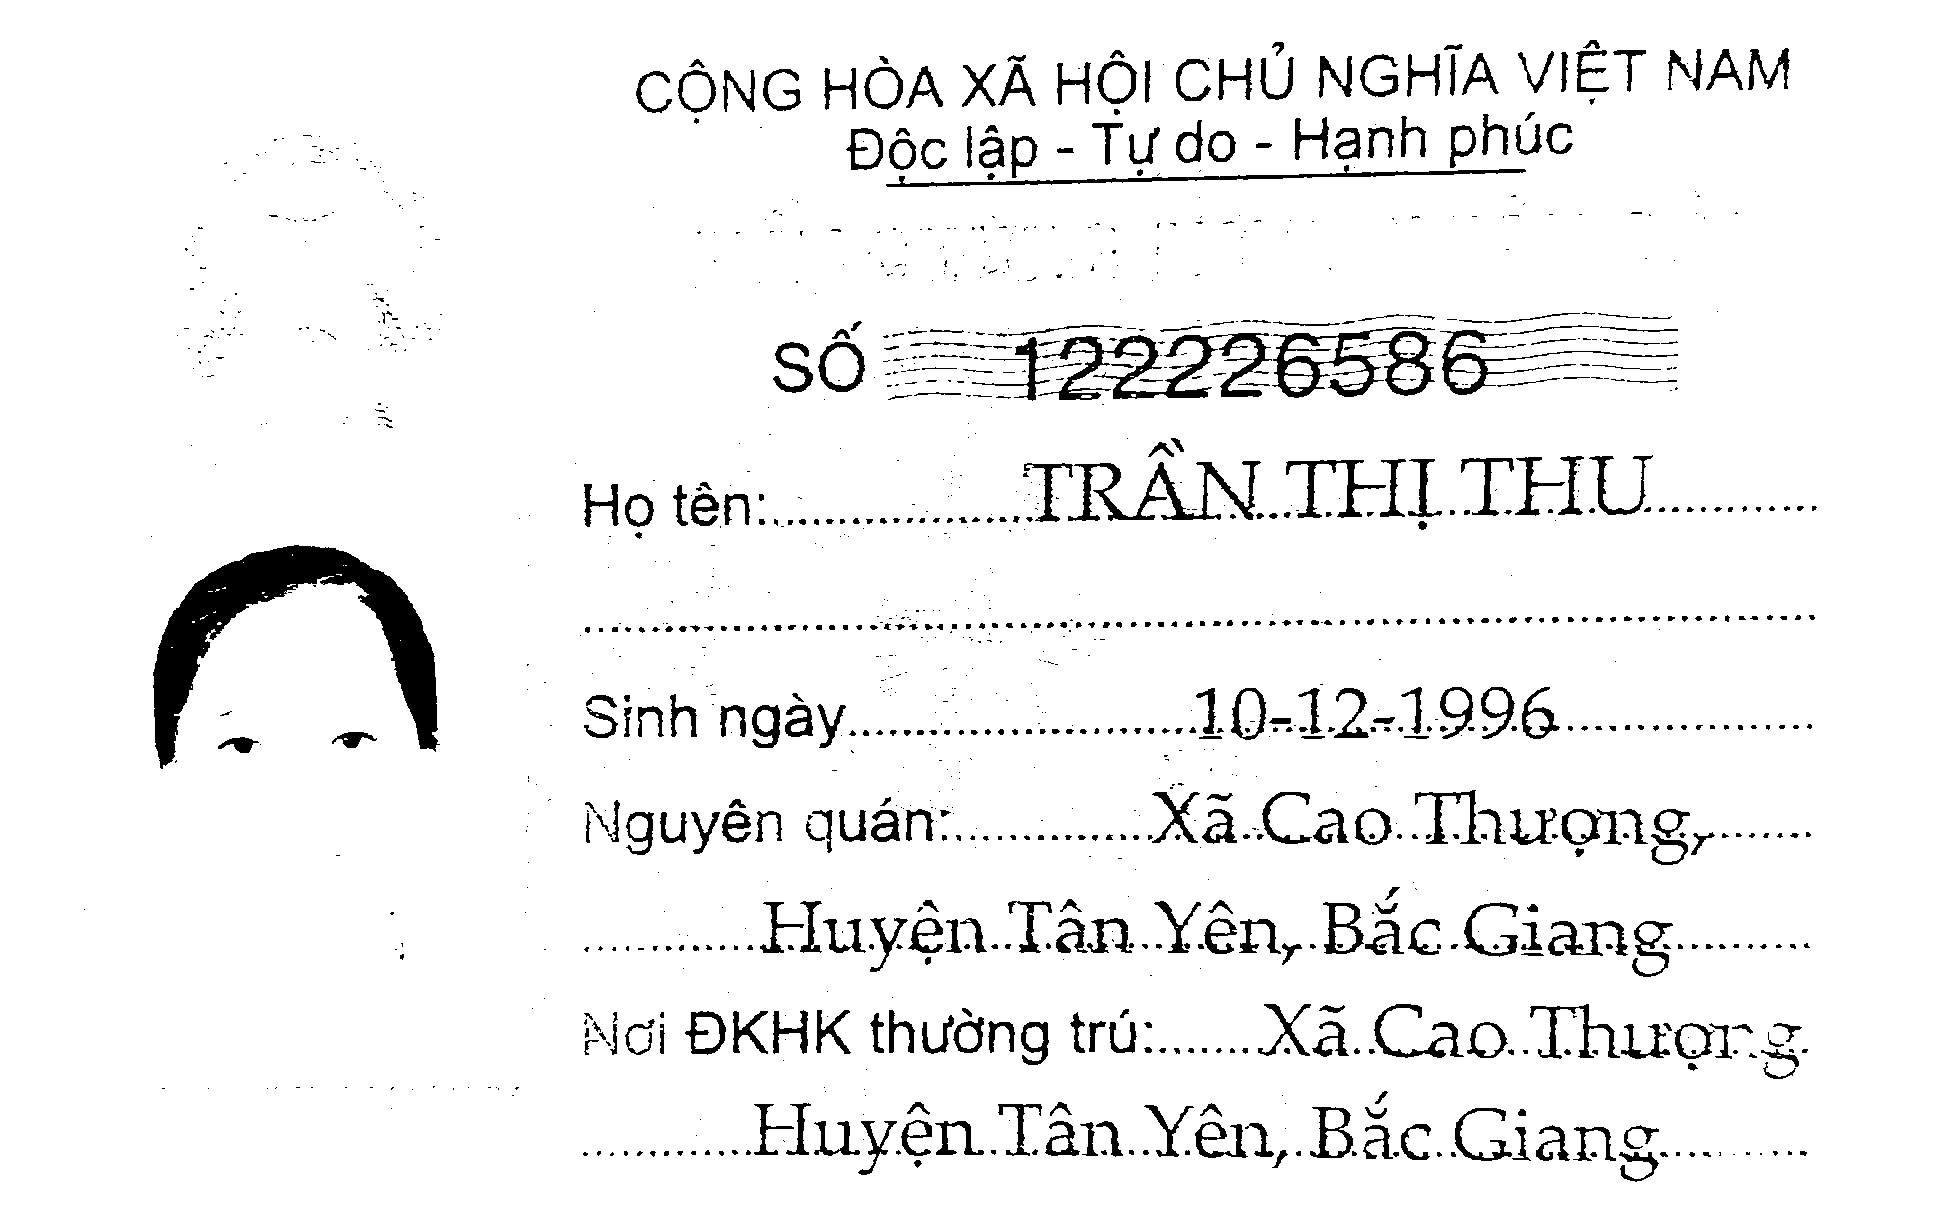 CỘNG HÒA XÃ HỘI CHỦ NGHĨA VIỆT NAM
Độc lập - Tự do - Hạnh phúc
SỐ 122226586
Họ tên: TRẦN THỊ THU
Sinh ngày 10-12-1996
Nguyên quán: Xã Cao Thượng,
Huyện Tân Yên, Bắc Giang
Nơi ĐKHK thường trú: Xã Cao Thượng
Huyện Tân Yên, Bắc Giang